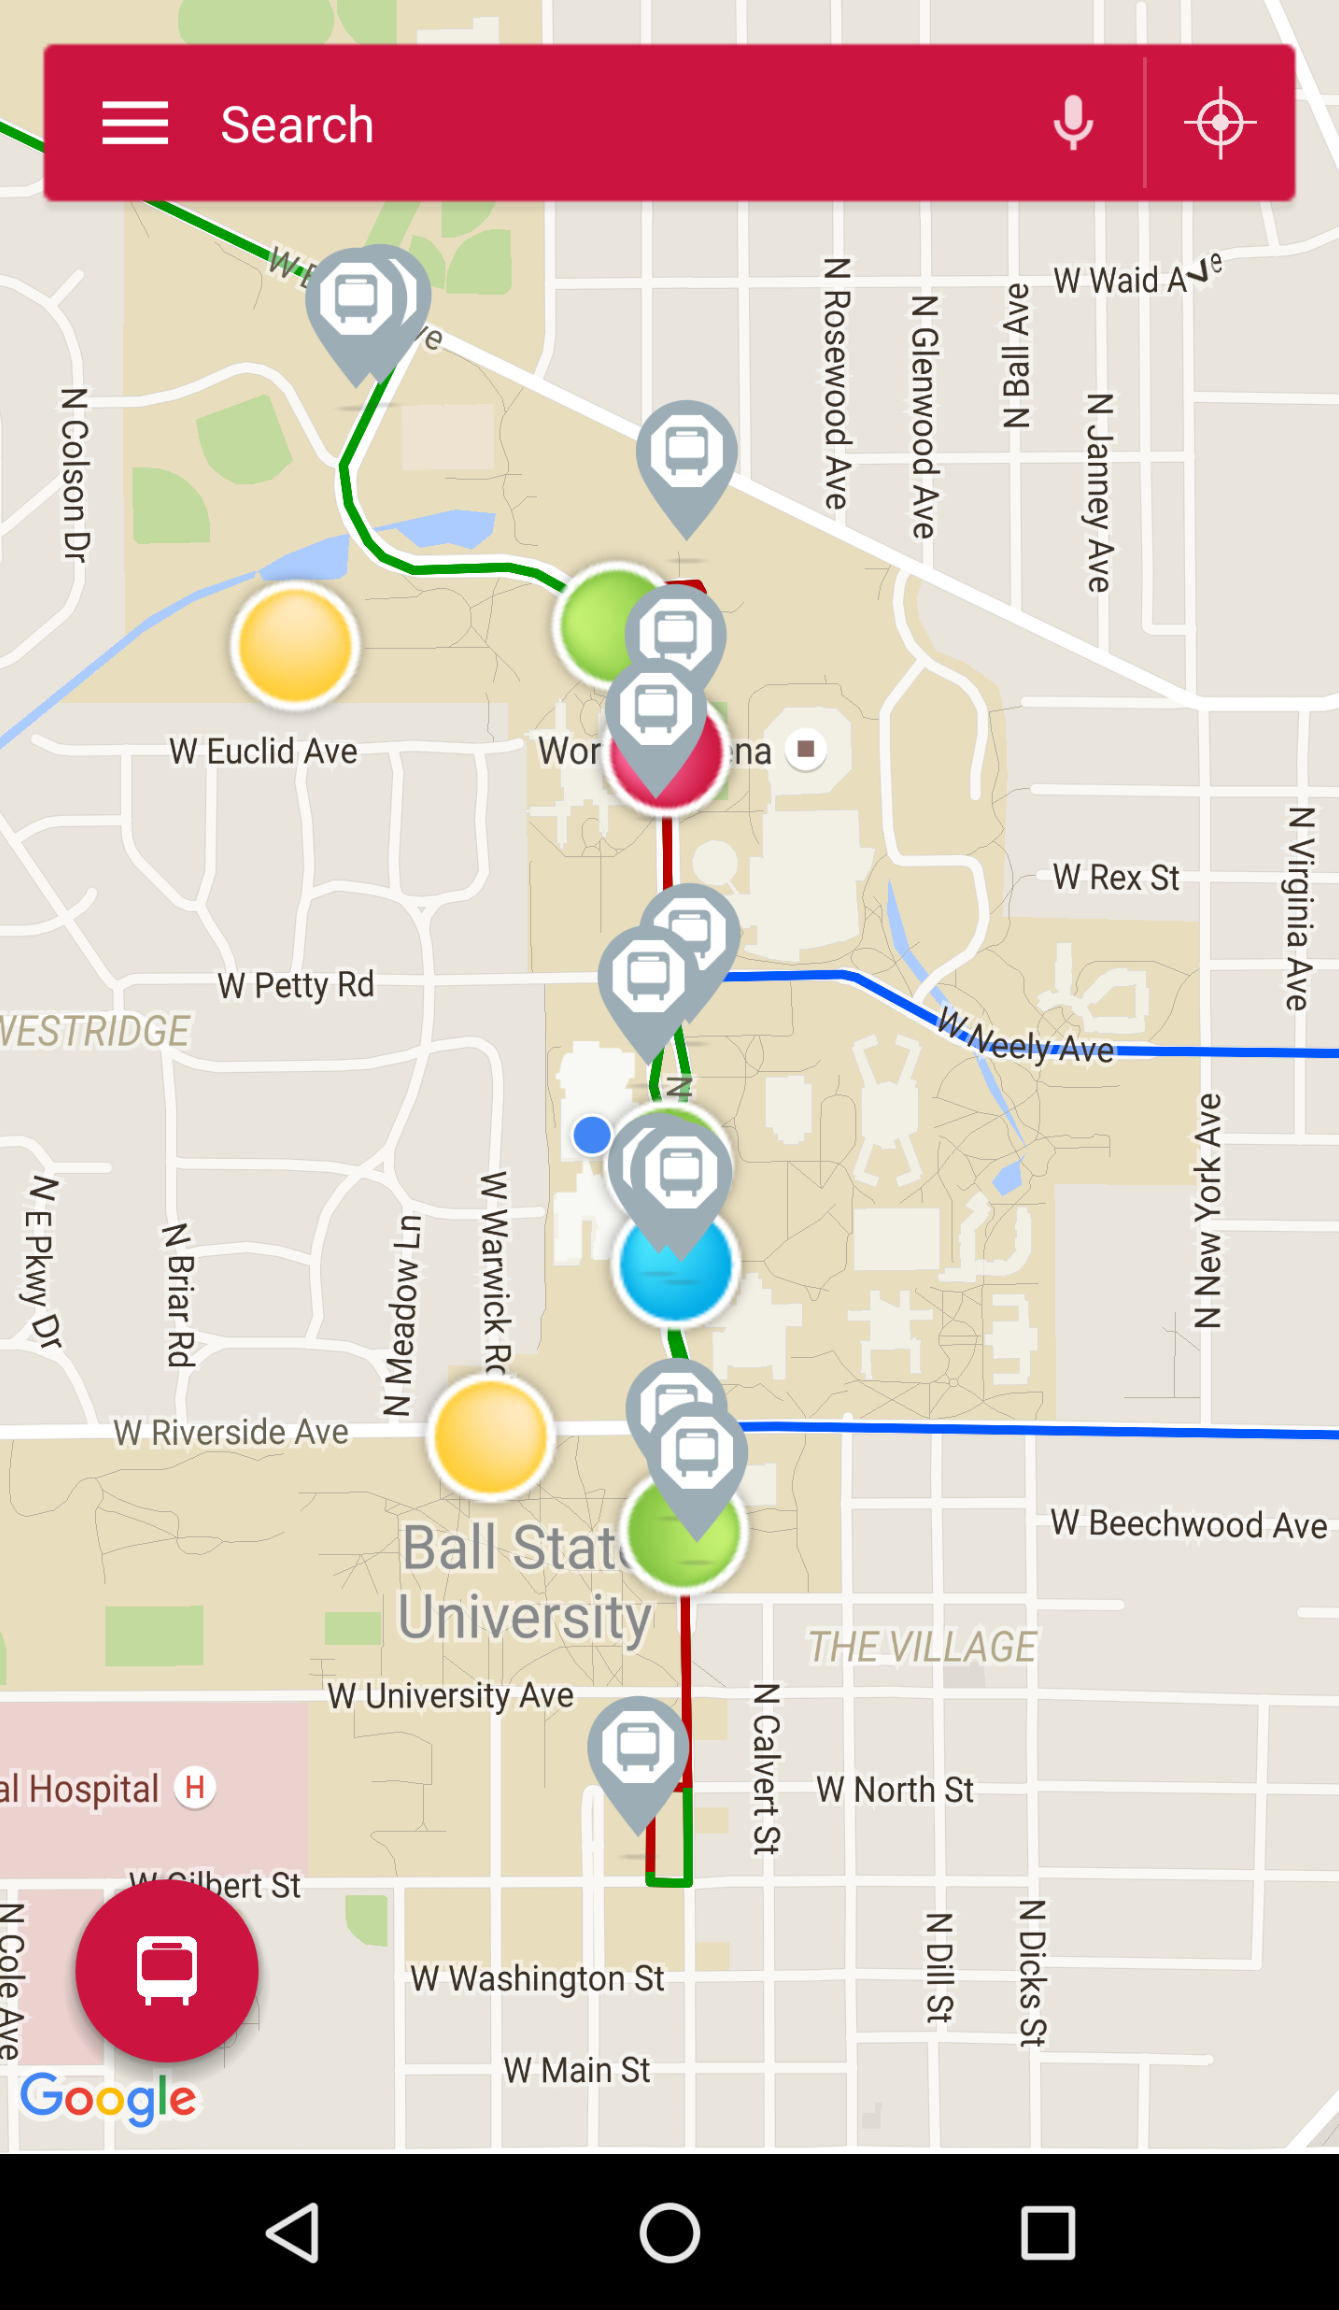 Search
W E
ve
W Waid Ave
N Rosewood Ave
N Glenwood Ave
N Ball Ave
N Janney Ave
N Colson Dr
W Euclid Ave
Wor
ena
W Rex St
N Virginia Ave
W Petty Rd
WESTRIDGE
W Neely Ave
N
N New York Ave
N E Pkwy Dr
N Briar Rd
N Meadow Ln
W Warwick Rd
W Riverside Ave
W Beechwood Ave
Ball State
University
THE VILLAGE
W University Ave
N Calvert St
al Hospital H
W North St
W Gilbert St
N Cole Ave
N Dill St
N Dicks St
W Washington St
W Main St
Google